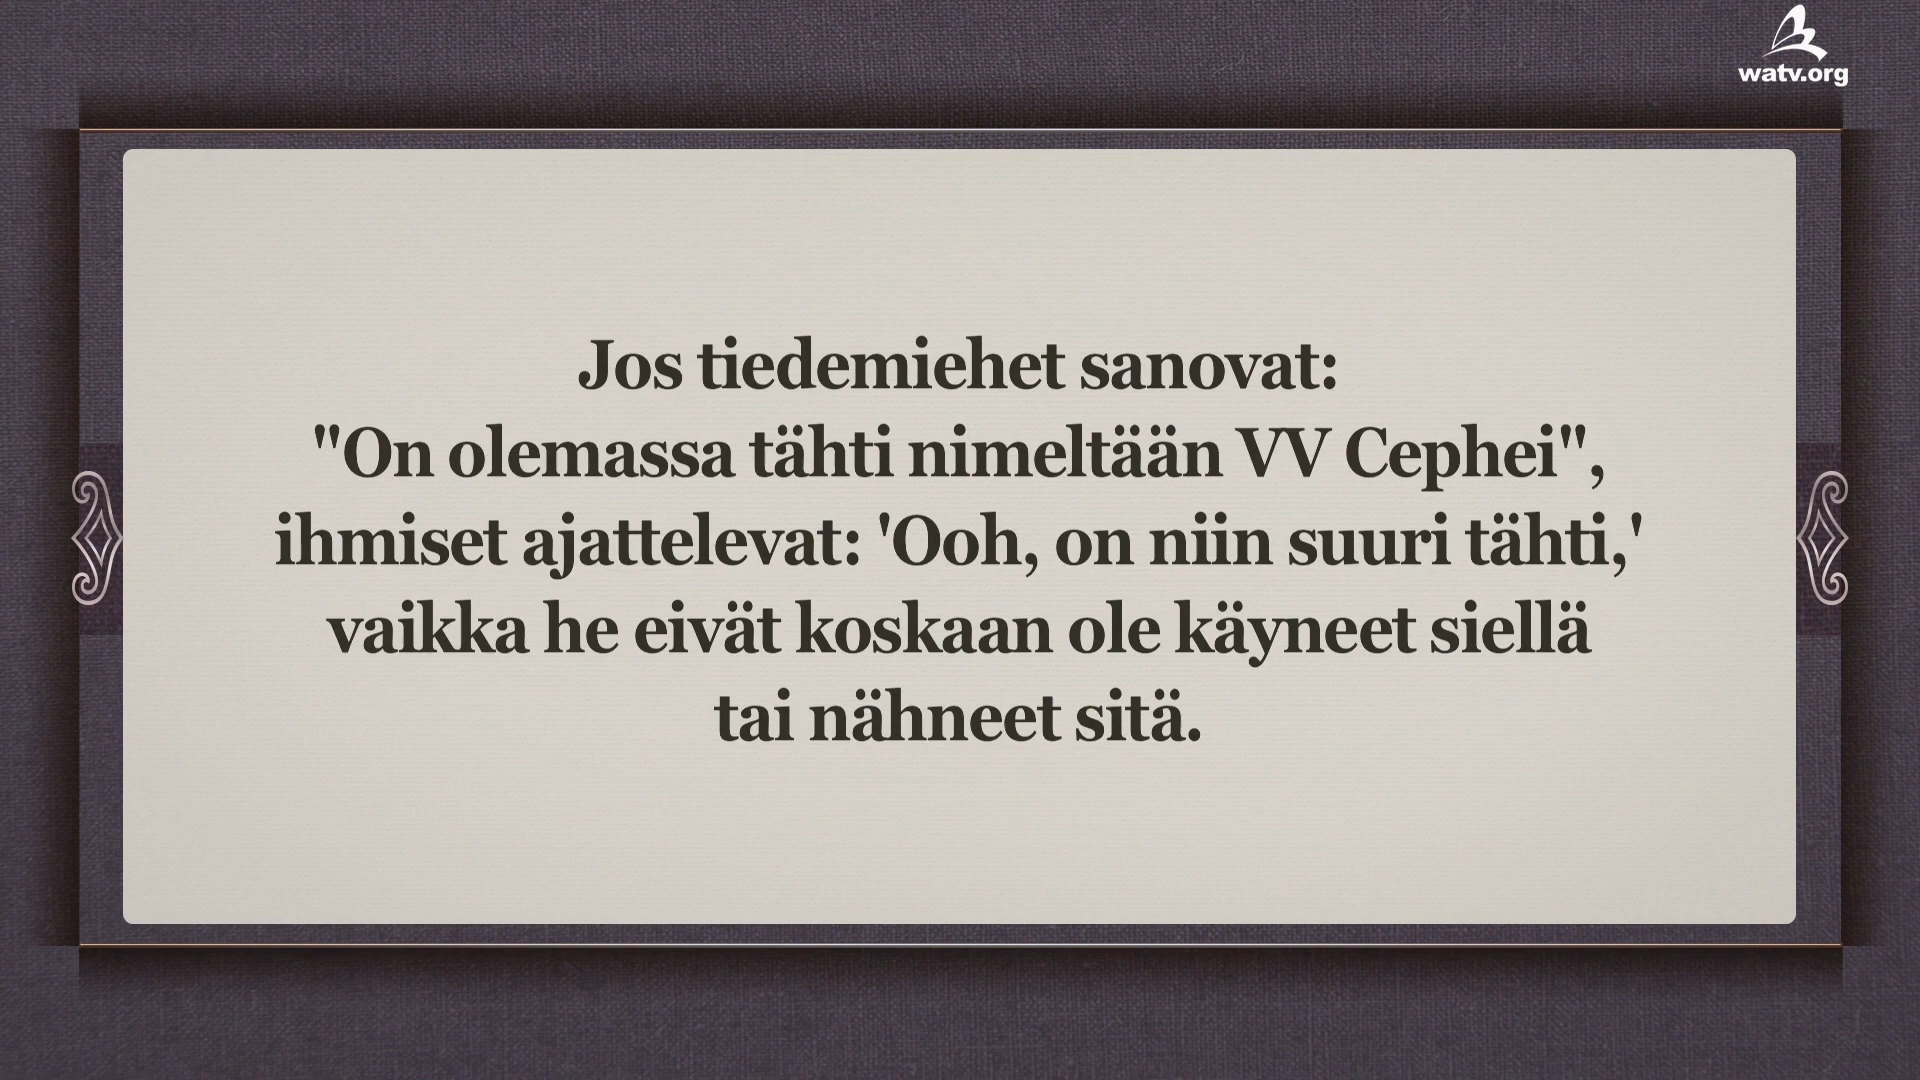 watv.org
Jos tiedemiehet sanovat:
"On olemassa tähti nimeltään VV Cephei",
ihmiset ajattelevat: 'Ooh, on niin suuri tähti,'
vaikka he eivät koskaan ole käyneet siellä
tai nähneet sitä.